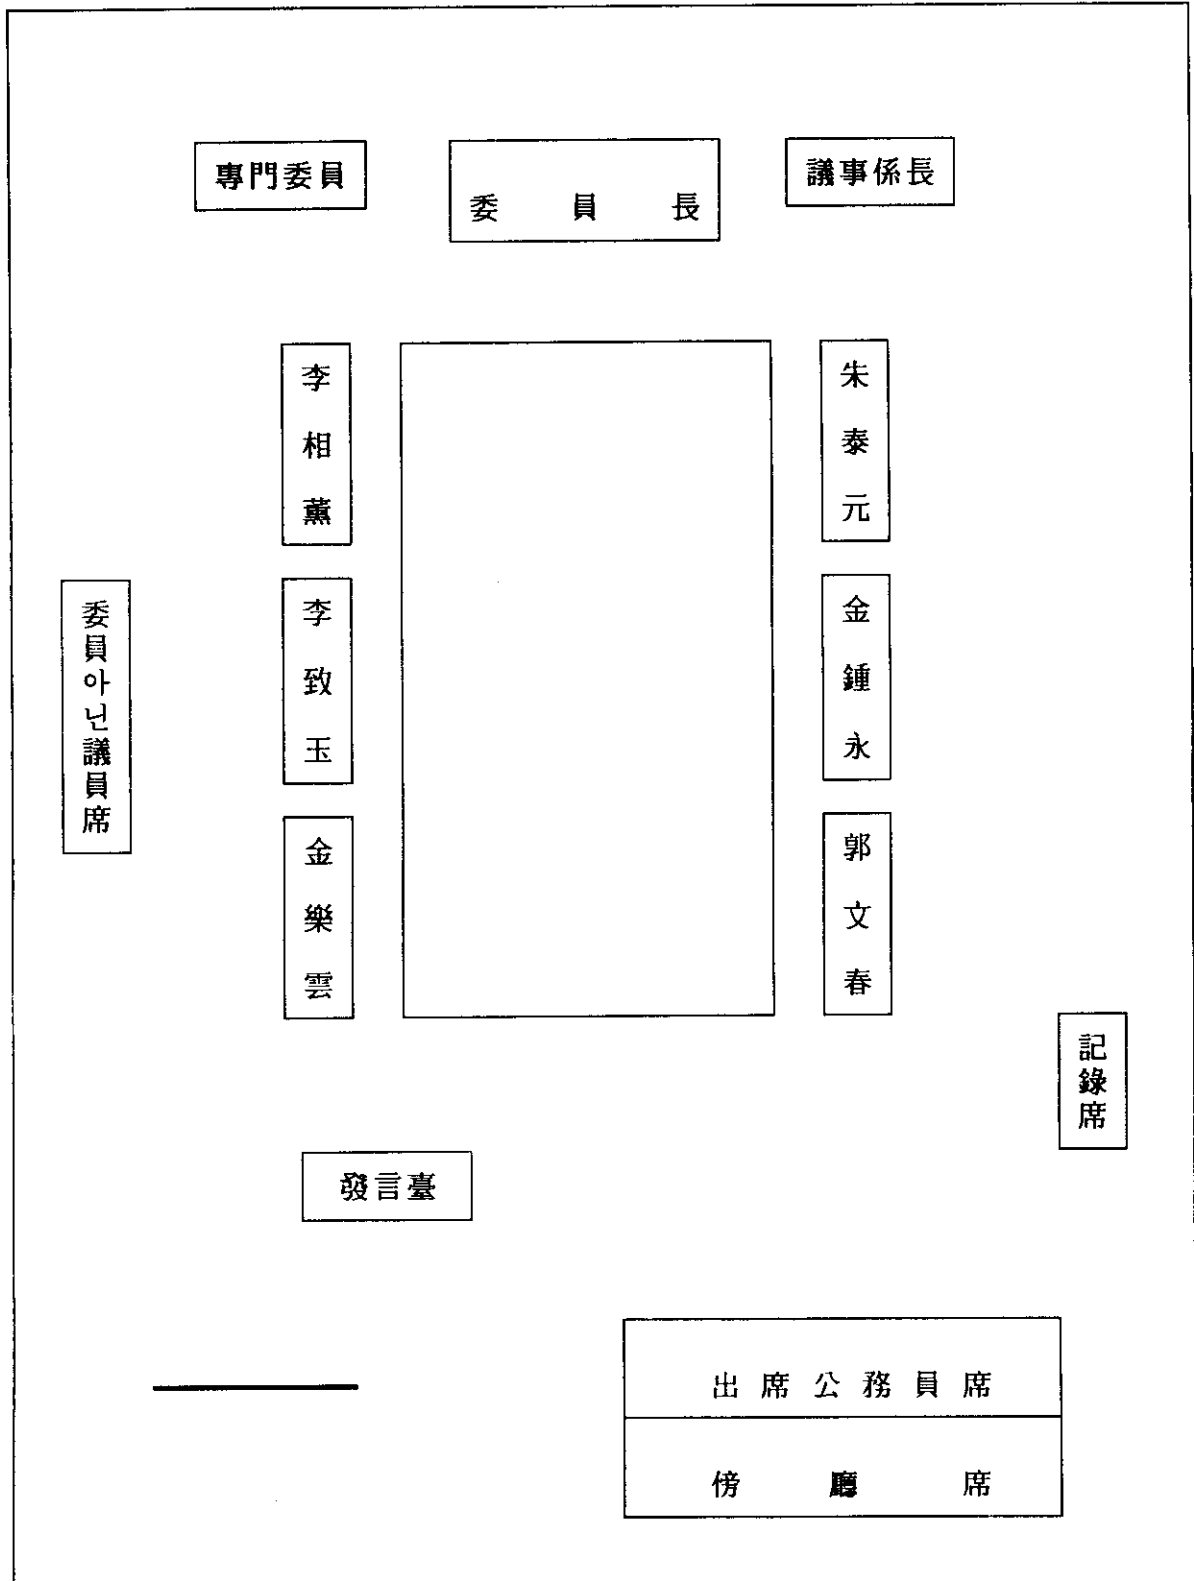 專門委員
委員長
議事係長
李相薰
朱泰元
委員아닌議員席
李致玉
金鍾永
金樂雲
郭文春
記錄席
發言臺
出席公務員席
傍廳席